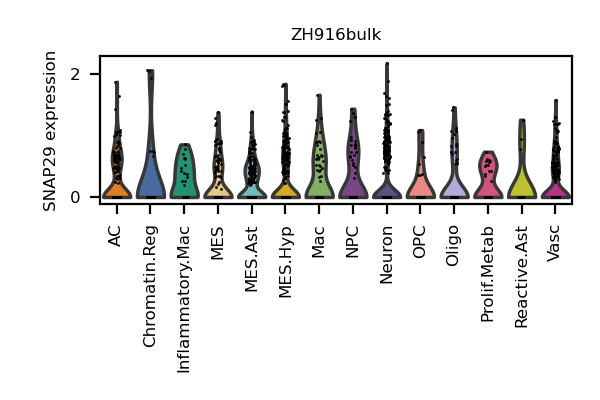 ZH916bulk
SNAP29 expression
2
0
AC
Chromatin.Reg
Inflammatory.Mac
MES
MES.Ast
MES.Hyp
Mac
NPC
Neuron
OPC
Oligo
Prolif.Metab
Reactive.Ast
Vasc